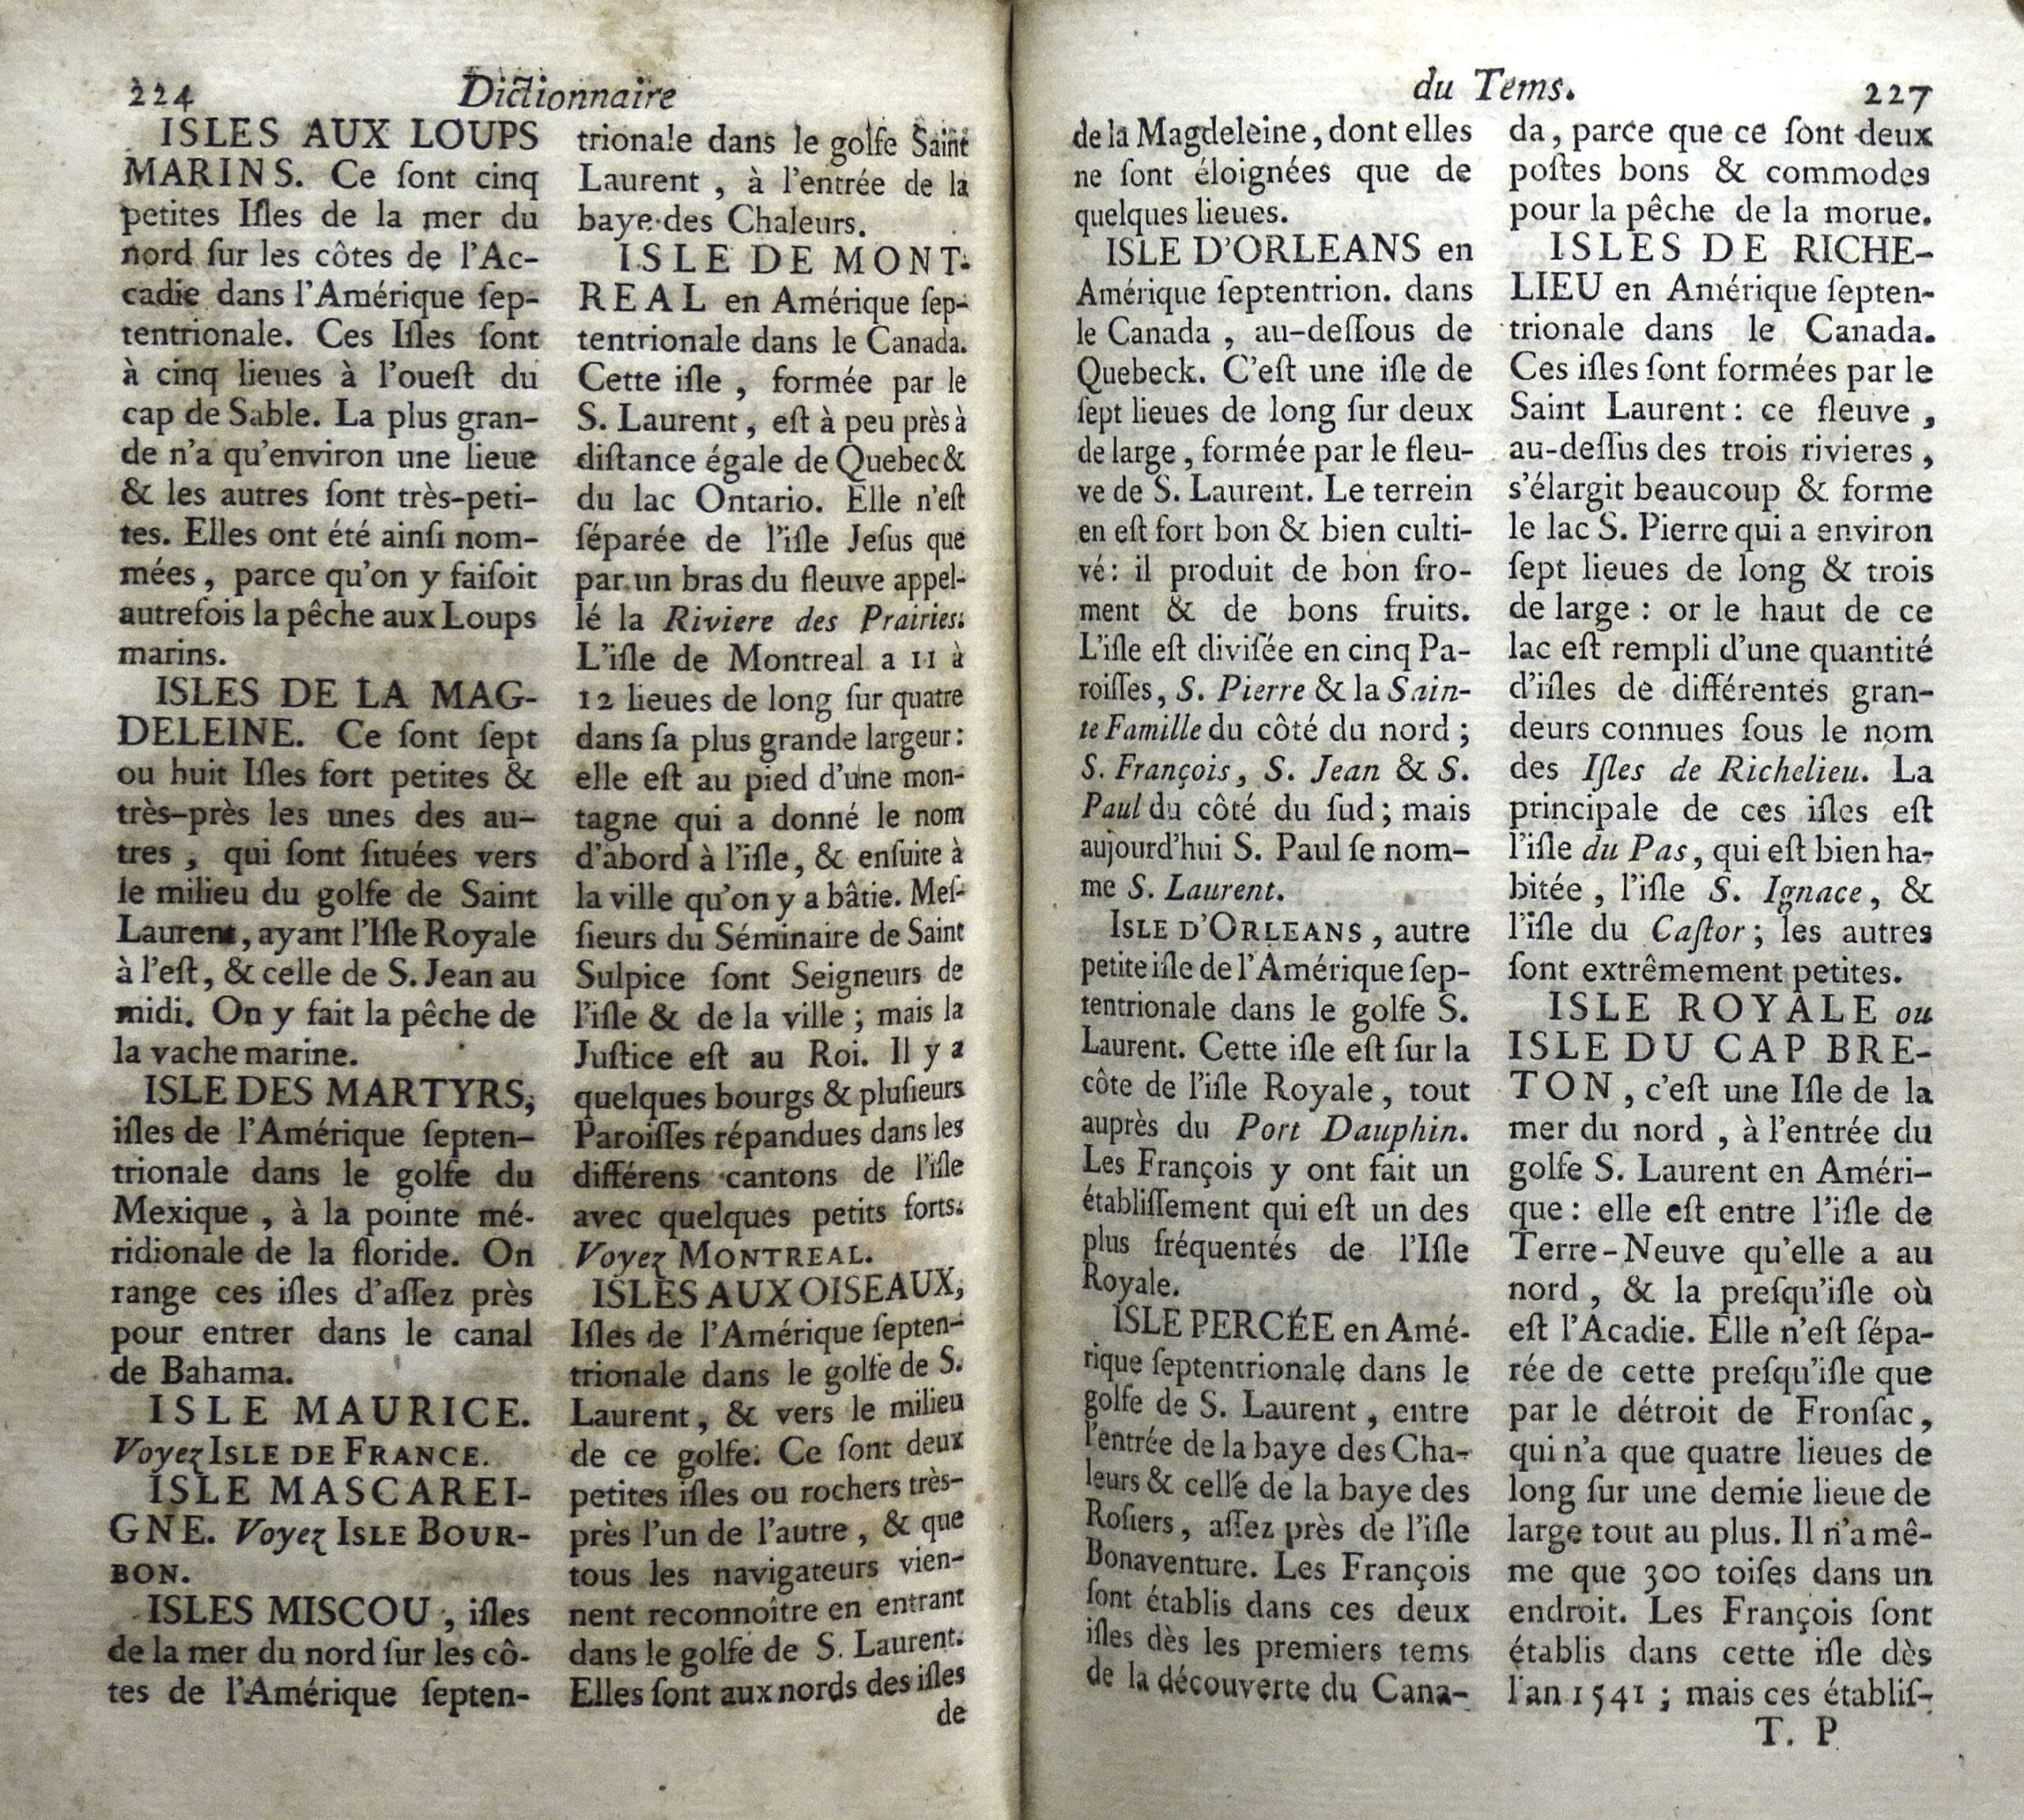 224 Dictionnaire
ISLES AUX LOUPS
MARINS. Ce ſont cinq
petites Iſles de la mer du
nord ſur les côtes de l'Ac-
cadie dans l'Amérique ſep-
tentrionale. Ces Iſles ſont
à cinq lieues à l'oueſt du
cap de Sable. La plus gran-
de n'a qu'environ une lieue
& les autres ſont très-peti-
tes. Elles ont été ainſi nom-
mées, parce qu'on y faiſoit
autrefois la pêche aux Loups
marins.
ISLES DE LA MAG-
DELEINE. Ce ſont ſept
ou huit Iſles fort petites &
très-près les unes des au-
tres, qui ſont ſituées vers
le milieu du golfe de Saint
Laurent, ayant l'Iſle Royale
à l'eſt, & celle de S. Jean au
midi. On y fait la pêche de
la vache marine.
ISLE DES MARTYRS,
iſles de l'Amérique ſepten-
trionale dans le golfe du
Mexique, à la pointe mé-
ridionale de la floride. On
range ces iſles d'aſſez près
pour entrer dans le canal
de Bahama.
ISLE MAURICE.
Voyez ISLE DE FRANCE.
ISLE MASCAREI-
GNE. Voyez ISLE BOUR-
BON.
ISLES MISCOU, iſles
de la mer du nord ſur les cô-
tes de l'Amérique ſepten-
trionale dans le golfe Saint
Laurent, à l'entrée de la
baye des Chaleurs.
ISLE DE MONT-
REAL en Amérique ſep-
tentrionale dans le Canada.
Cette iſle, formée par le
S. Laurent, eſt à peu près à
diſtance égale de Quebec &
du lac Ontario. Elle n'eſt
ſéparée de l'iſle Jeſus que
par un bras du fleuve appel-
lé la Riviere des Prairies.
L'iſle de Montreal a 11 à
12 lieues de long ſur quatre
dans ſa plus grande largeur:
elle eſt au pied d'une mon-
tagne qui a donné le nom
d'abord à l'iſle, & enſuite à
la ville qu'on y a bâtie. Meſ-
ſieurs du Séminaire de Saint
Sulpice ſont Seigneurs de
l'iſle & de la ville; mais la
Juſtice eſt au Roi. Il y a
quelques bourgs & pluſieurs
Paroiſſes répandues dans les
différens cantons de l'iſle
avec quelques petits forts.
Voyez MONTREAL.
ISLES AUX OISEAUX,
Iſles de l'Amérique ſepten-
trionale dans le golfe de S.
Laurent, & vers le milieu
de ce golfe. Ce ſont deux
petites iſles ou rochers très-
près l'un de l'autre, & que
tous les navigateurs vien-
nent reconnoître en entrant
dans le golfe de S. Laurent.
Elles ſont aux nords des iſles
de
du Tems. 227
de la Magdeleine, dont elles
ne ſont éloignées que de
quelques lieues.
ISLE D'ORLEANS en
Amérique ſeptentrion. dans
le Canada, au-deſſous de
Quebeck. C'eſt une iſle de
ſept lieues de long ſur deux
de large, formée par le fleu-
ve de S. Laurent. Le terrein
en eſt fort bon & bien culti-
vé: il produit de bon fro-
ment & de bons fruits.
L'iſle eſt diviſée en cinq Pa-
roiſſes, S. Pierre & la Sain-
te Famille du côté du nord;
S. François, S. Jean & S.
Paul du côté du ſud; mais
aujourd'hui S. Paul ſe nom-
me S. Laurent.
ISLE D'ORLEANS, autre
petite iſle de l'Amérique ſep-
tentrionale dans le golfe S.
Laurent. Cette iſle eſt ſur la
côte de l'iſle Royale, tout
auprès du Port Dauphin.
Les François y ont fait un
établiſſement qui eſt un des
plus fréquentés de l'Iſle
Royale.
ISLE PERCÉE en Amé-
rique ſeptentrionale dans le
golfe de S. Laurent, entre
l'entrée de la baye des Cha-
leurs & celle de la baye des
Roſiers, aſſez près de l'iſle
Bonaventure. Les François
ſont établis dans ces deux
iſles dès les premiers tems
de la découverte du Cana-
da, parce que ce ſont deux
poſtes bons & commodes
pour la pêche de la morue.
ISLES DE RICHE-
LIEU en Amérique ſepten-
trionale dans le Canada.
Ces iſles ſont formées par le
Saint Laurent: ce fleuve,
au-deſſus des trois rivieres,
s'élargit beaucoup & forme
le lac S. Pierre qui a environ
ſept lieues de long & trois
de large: or le haut de ce
lac eſt rempli d'une quantité
d'iſles de différentes gran-
deurs connues ſous le nom
des Iſles de Richelieu. La
principale de ces iſles eſt
l'iſle du Pas, qui eſt bien ha-
bitée, l'iſle S. Ignace, &
l'iſle du Caſtor; les autres
ſont extrêmement petites.
ISLE ROYALE ou
ISLE DU CAP BRE-
TON, c'eſt une Iſle de la
mer du nord, à l'entrée du
golfe S. Laurent en Améri-
que: elle eſt entre l'iſle de
Terre-Neuve qu'elle a au
nord, & la preſqu'iſle où
eſt l'Acadie. Elle n'eſt ſépa-
rée de cette preſqu'iſle que
par le détroit de Fronſac,
qui n'a que quatre lieues de
long ſur une demie lieue de
large tout au plus. Il n'a mê-
me que 300 toiſes dans un
endroit. Les François ſont
établis dans cette iſle dès
l'an 1541; mais ces établiſ-
T. P